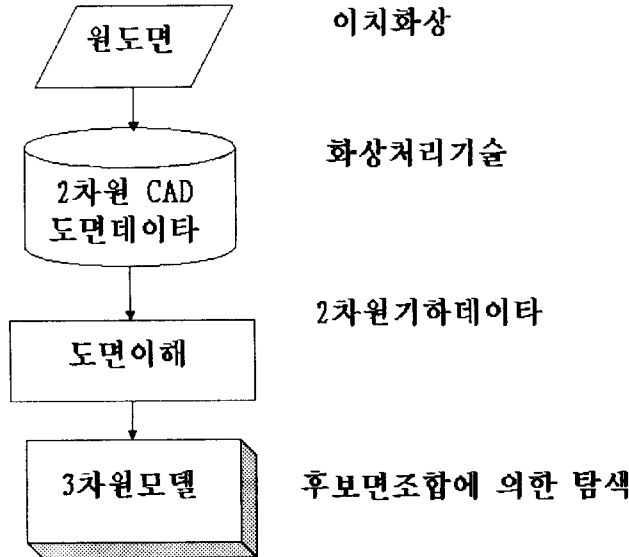 원도면
이치화상
화상처리기술
2차원 CAD
도면데이타
2차원기하데이타
도면이해
3차원모델
후보면조합에 의한 탐색